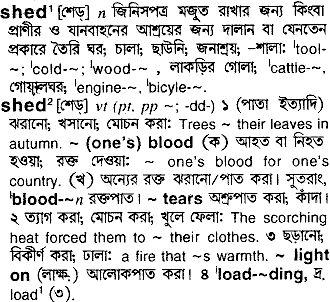 shed¹ [শেড্] n জিনিসপত্র মজুত রাখার জন্য কিংবা
প্রাণীর ও যানবাহনের আশ্রয়ের জন্য দালান বা যেনতেন
প্রকারে তৈরি ঘর; চালা; ছাউনি; জনাশ্রয়; –শালা: ˈtool-
~; ˈcold-~; ˈwood-~ , লাকড়ির গোলা; ˈcattle-~,
গোয়ালঘর; ˈengine-~, ˈbicyle-~.
shed² [শেড্] vt (pt, pp ~; -dd-) ১ (পাতা ইত্যাদি)
ঝরানো; খসানো; মোচন করা: Trees ~ their leaves in
autumn. ~ (one's) blood (ক) আহত বা নিহত
হওয়া; রক্ত দেওয়া: ~ one's blood for one's
country. (খ) অন্যের রক্ত ঝরানো/পাত করা। সুতরাং,
ˈblood-~n রক্তপাত। ~ tears অশ্রুপাত করা; কাঁদা।
২ ত্যাগ করা; মোচন করা; খুলে ফেলা: The scorching
heat forced them to ~ their clothes. ৩ ছড়ানো;
বিকীর্ণ করা; ঢালা: a fire that ~s warmth. ~ light
on (লাক্ষ.) আলোকপাত করা। ৪ ˈload-~ding, দ্র.
load¹ (৩).